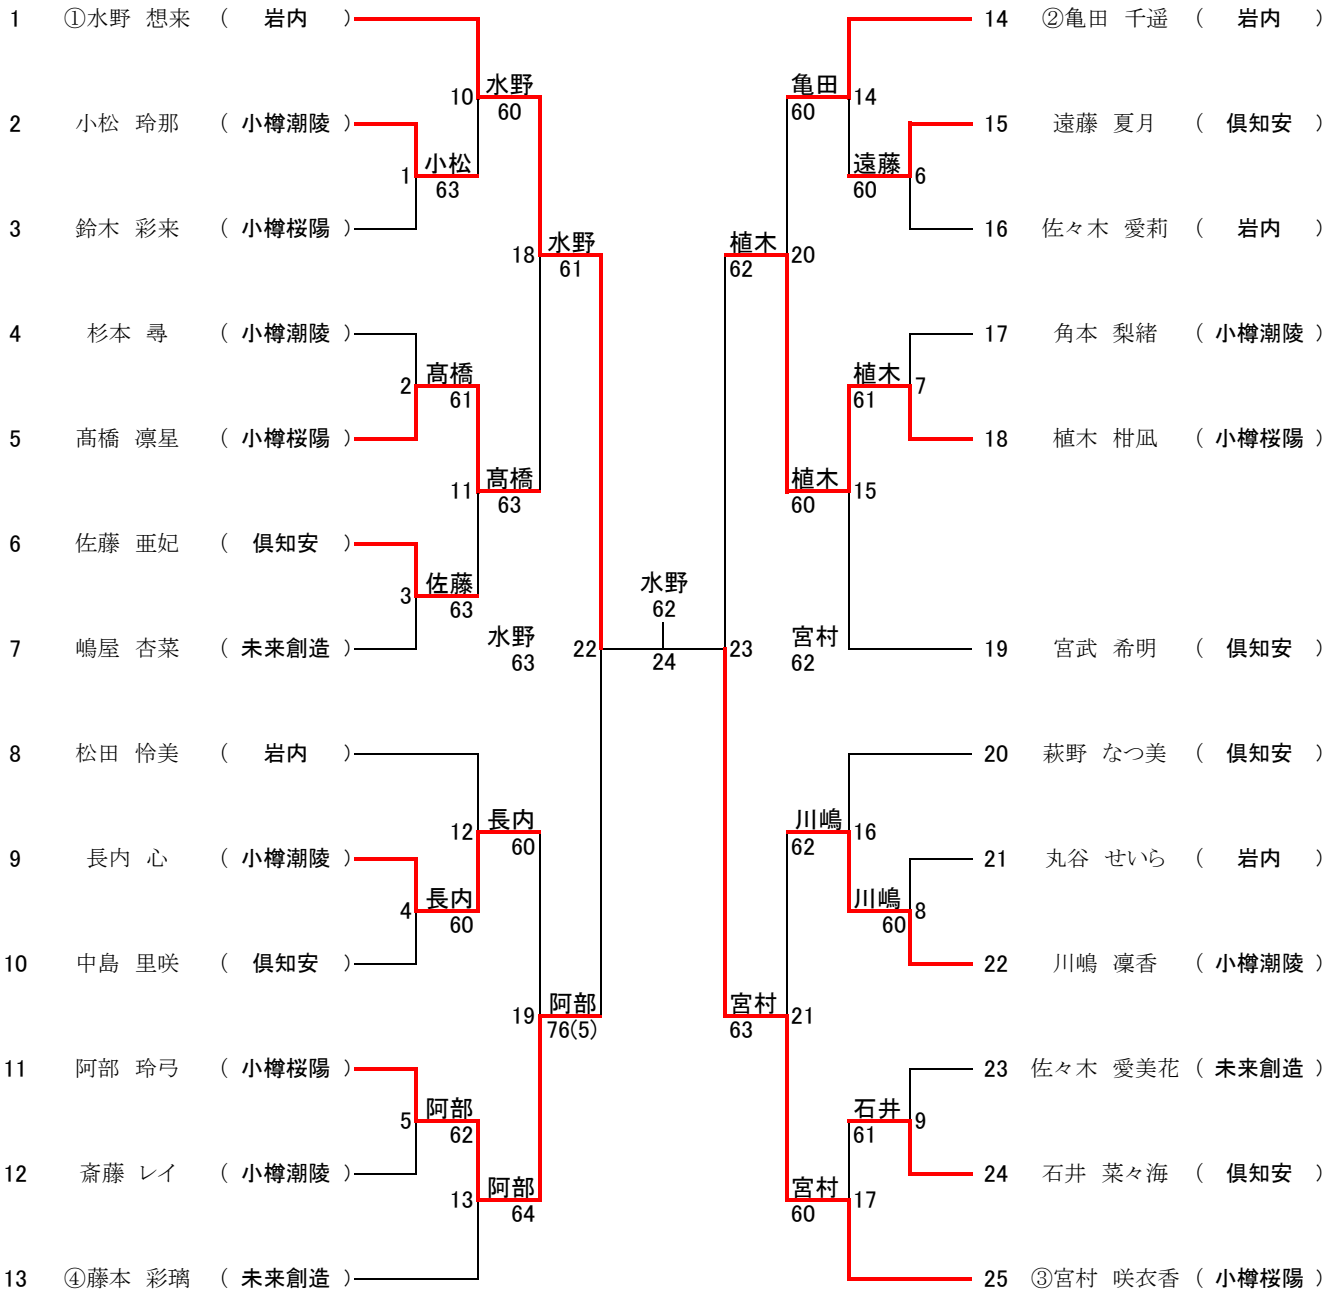 1 ①水野 想来 （ 岩内 ）
2 小松 玲那 （ 小樽潮陵 ）
3 鈴木 彩来 （ 小樽桜陽 ）
4 杉本 尋 （ 小樽潮陵 ）
5 髙橋 凛星 （ 小樽桜陽 ）
6 佐藤 亜妃 （ 倶知安 ）
7 嶋屋 杏菜 （ 未来創造 ）
8 松田 怜美 （ 岩内 ）
9 長内 心 （ 小樽潮陵 ）
10 中島 里咲 （ 倶知安 ）
11 阿部 玲弓 （ 小樽桜陽 ）
12 斎藤 レイ （ 小樽潮陵 ）
13 ④藤本 彩璃 （ 未来創造 ）
1 小松
63
2 髙橋
61
3 佐藤
63
4 長内
60
5 阿部
62
10 水野
60
11 髙橋
63
12 長内
60
13 阿部
64
18 水野
61
19 阿部
76(5)
水野
63
22
水野
62
24
23
宮村
62
植木 20
62
宮村 21
63
亀田 14
60
植木 15
60
川嶋 16
62
宮村 17
60
遠藤 6
60
植木 7
61
川嶋 8
60
石井 9
61
14 ②亀田 千遥 （ 岩内 ）
15 遠藤 夏月 （ 倶知安 ）
16 佐々木 愛莉 （ 岩内 ）
17 角本 梨緒 （ 小樽潮陵 ）
18 植木 柑凪 （ 小樽桜陽 ）
19 宮武 希明 （ 倶知安 ）
20 萩野 なつ美 （ 倶知安 ）
21 丸谷 せいら （ 岩内 ）
22 川嶋 凜香 （ 小樽潮陵 ）
23 佐々木 愛美花 （ 未来創造 ）
24 石井 菜々海 （ 倶知安 ）
25 ③宮村 咲衣香 （ 小樽桜陽 ）